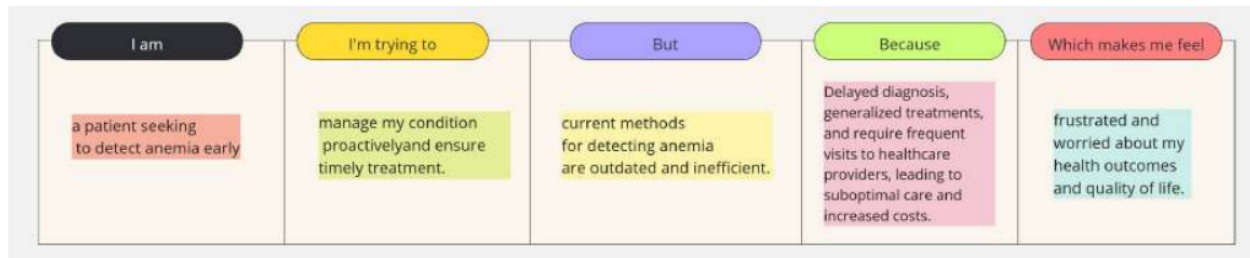 I am
a patient seeking
to detect anemia early
I'm trying to
manage my condition
proactivelyand ensure
timely treatment.
But
current methods
for detecting anemia
are outdated and inefficient.
Because
Delayed diagnosis,
generalized treatments,
and require frequent
visits to healthcare
providers, leading to
suboptimal care and
increased costs.
Which makes me feel
frustrated and
worried about my
health outcomes
and quality of life.